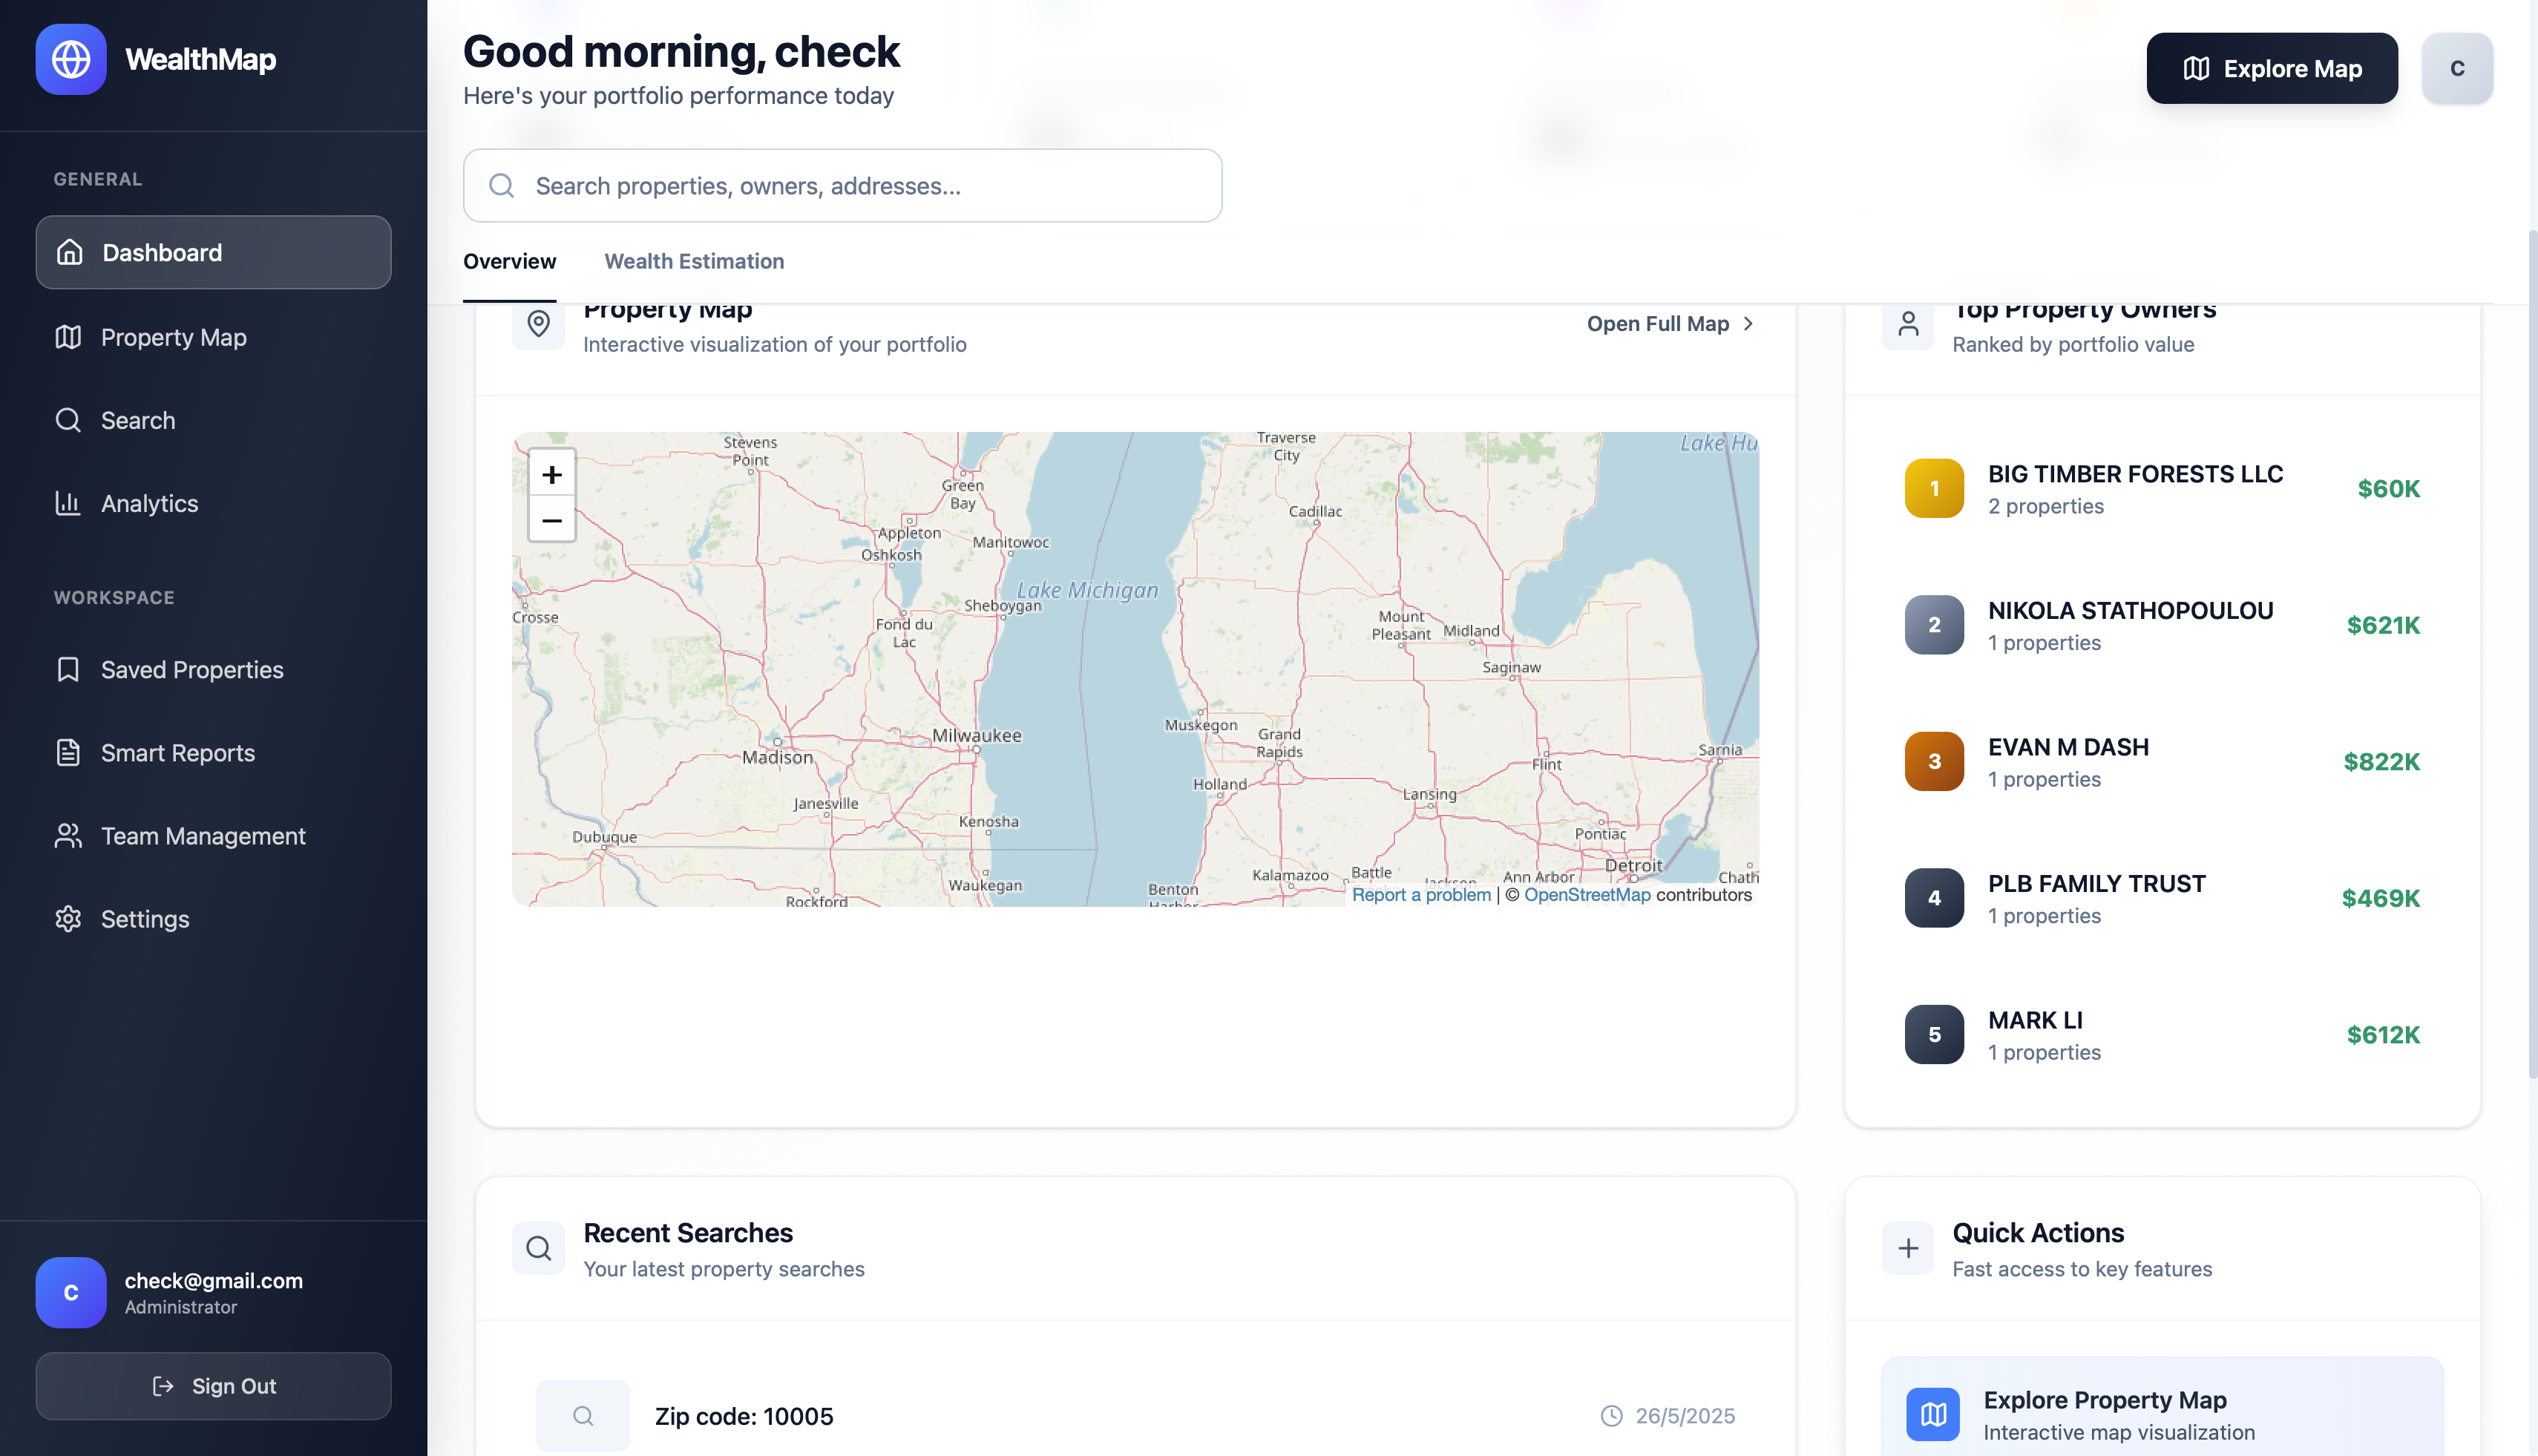 WealthMap
GENERAL
Dashboard
Property Map
Search
Analytics
WORKSPACE
Saved Properties
Smart Reports
Team Management
Settings
C
check@gmail.com
Administrator
Sign Out
Good morning, check
Here's your portfolio performance today
Explore Map
C
Search properties, owners, addresses...
Overview
Wealth Estimation
Property Map
Interactive visualization of your portfolio
Open Full Map
+
−
Stevens
Point
Green
Bay
Appleton
Oshkosh
Manitowoc
Lake Michigan
Sheboygan
Fond du
Lac
Crosse
Milwaukee
Madison
Janesville
Kenosha
Dubuque
Waukegan
Rockford
Traverse
City
Lake Hu
Cadillac
Mount
Pleasant
Midland
Saginaw
Muskegon
Grand
Rapids
Sarnia
Flint
Holland
Lansing
Pontiac
Detroit
Kalamazoo
Battle
Jackson
Ann Arbor
Chath
Benton
Harbor
Report a problem | © OpenStreetMap contributors
Top Property Owners
Ranked by portfolio value
1
BIG TIMBER FORESTS LLC
2 properties
$60K
2
NIKOLA STATHOPOULOU
1 properties
$621K
3
EVAN M DASH
1 properties
$822K
4
PLB FAMILY TRUST
1 properties
$469K
5
MARK LI
1 properties
$612K
Recent Searches
Your latest property searches
Zip code: 10005
26/5/2025
Quick Actions
Fast access to key features
Explore Property Map
Interactive map visualization